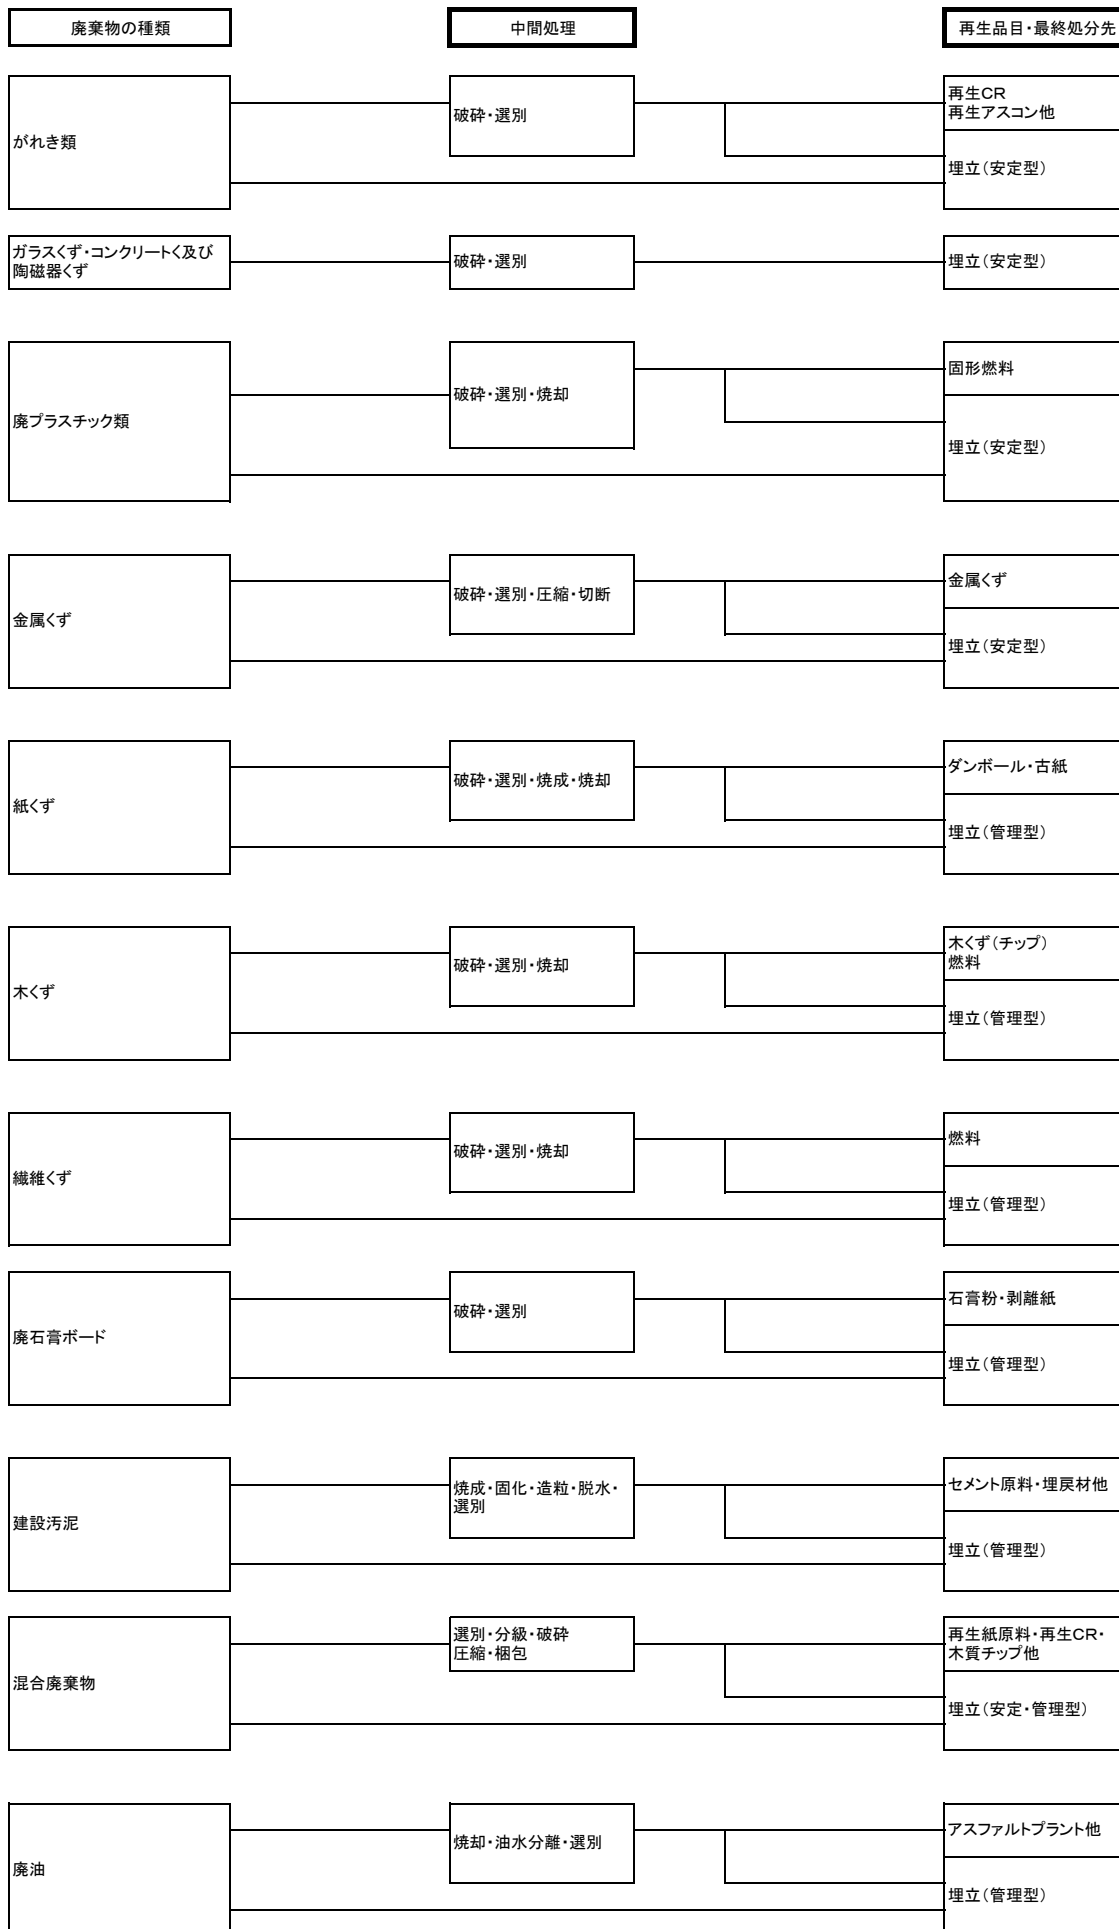 廃棄物の種類
中間処理
再生品目・最終処分先
がれき類
破砕・選別
再生CR
再生アスコン他
埋立(安定型)
ガラスくず・コンクリートく及び
陶磁器くず
破砕・選別
埋立(安定型)
廃プラスチック類
破砕・選別・焼却
固形燃料
埋立(安定型)
金属くず
破砕・選別・圧縮・切断
金属くず
埋立(安定型)
紙くず
破砕・選別・焼成・焼却
ダンボール・古紙
埋立(管理型)
木くず
破砕・選別・焼却
木くず(チップ)
燃料
埋立(管理型)
繊維くず
破砕・選別・焼却
燃料
埋立(管理型)
廃石膏ボード
破砕・選別
石膏粉・剥離紙
埋立(管理型)
建設汚泥
焼成・固化・造粒・脱水・
選別
セメント原料・埋戻材他
埋立(管理型)
混合廃棄物
選別・分級・破砕
圧縮・梱包
再生紙原料・再生CR・
木質チップ他
埋立(安定・管理型)
廃油
焼却・油水分離・選別
アスファルトプラント他
埋立(管理型)